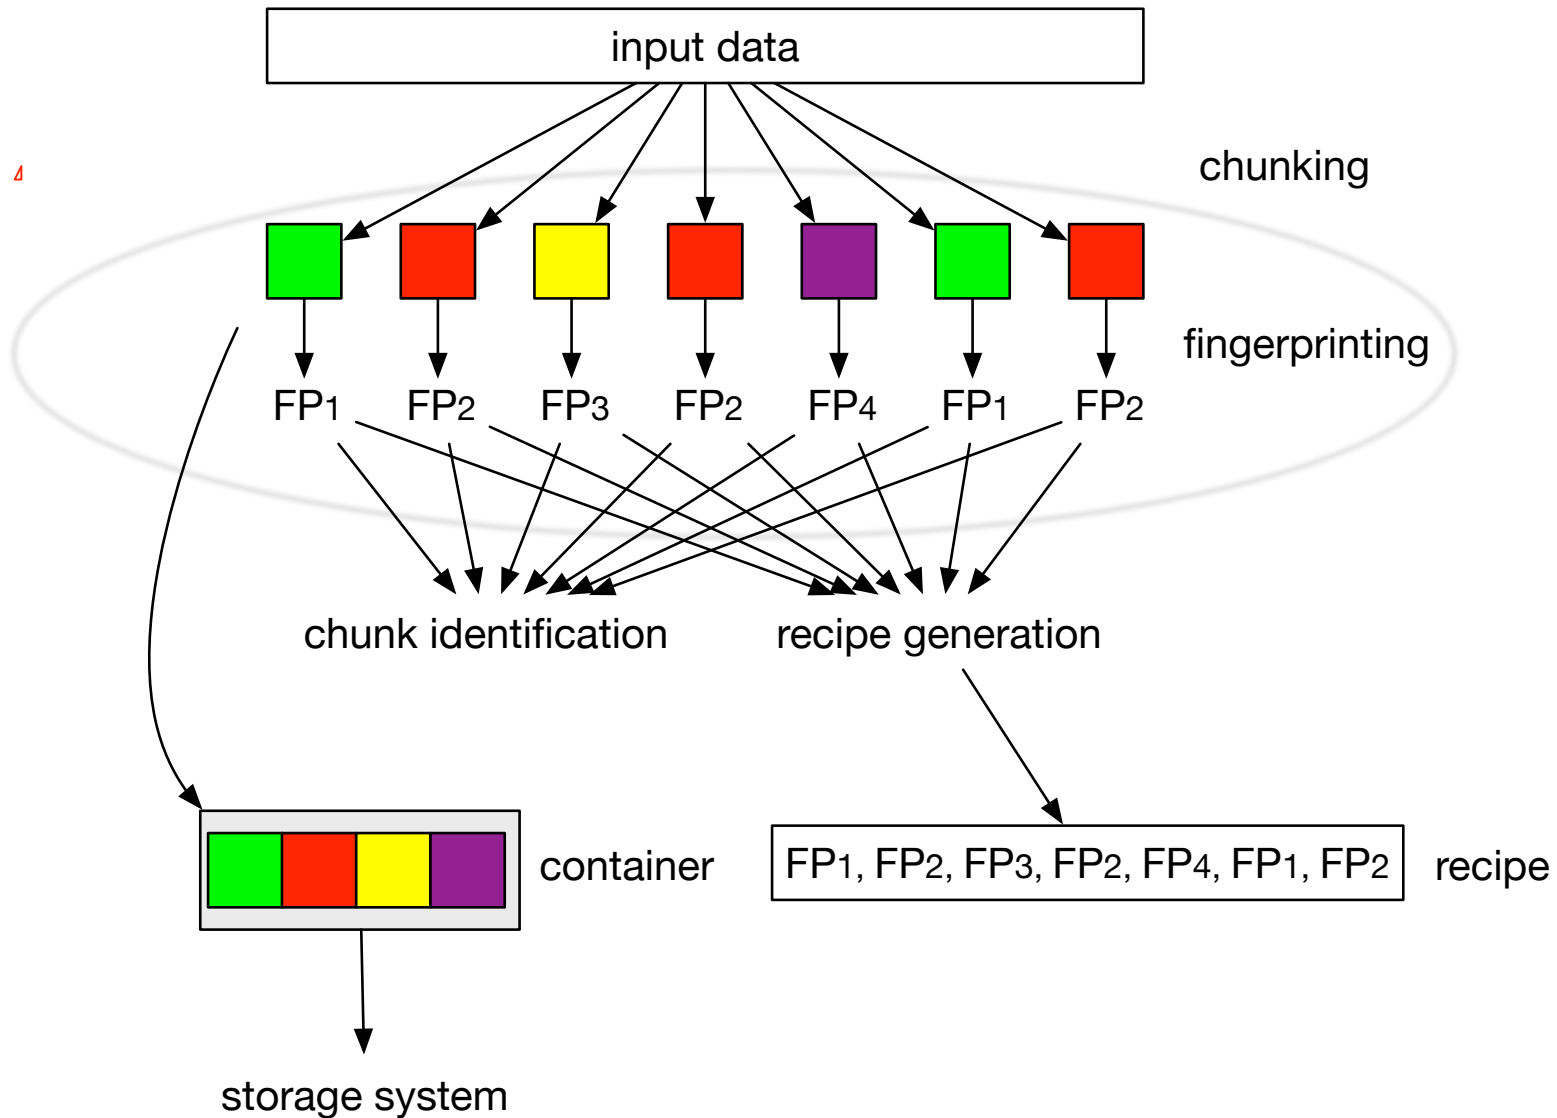 input data
chunking
fingerprinting
FP1 FP2 FP3 FP2 FP4 FP1 FP2
chunk identification recipe generation
container
FP1, FP2, FP3, FP2, FP4, FP1, FP2
recipe
storage system